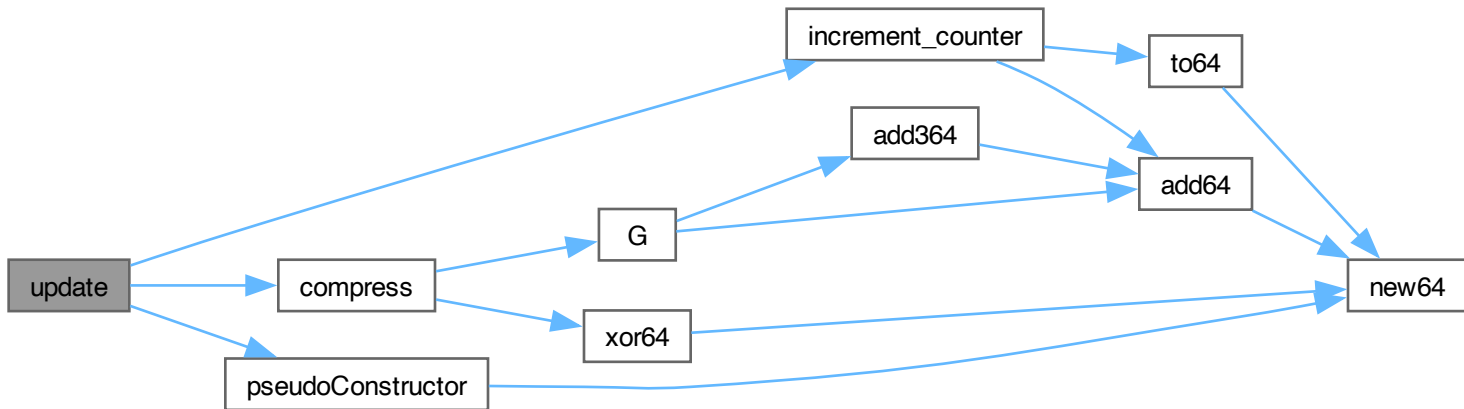 increment_counter
to64
add364
add64
G
update
compress
new64
xor64
pseudoConstructor